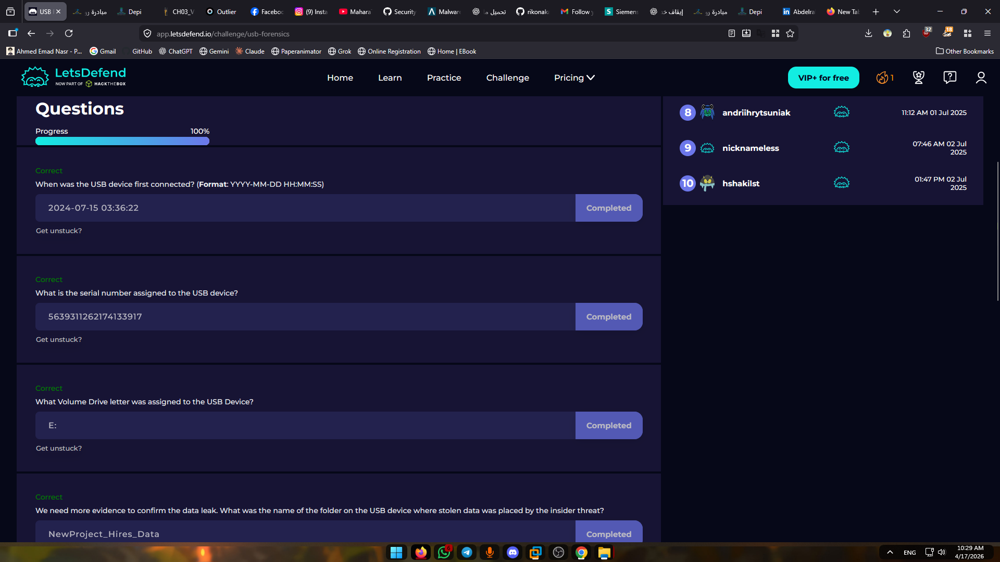 USB
مبادرة رو
Depi
CH03_V
Outlier
Faceboo
(9) Insta
Mahara
Security
Malware
تحميل ما
rikonaka
Follow y
Siemens
إيقاف خد
مبادرة رو
Depi
Abdelra
New Tab
app.letsdefend.io/challenge/usb-forensics
32
18
Ahmed Emad Nasr - P...
Gmail
GitHub
ChatGPT
Gemini
Claude
Paperanimator
Grok
Online Registration
Home | EBook
Other Bookmarks
LetsDefend
NOW PART OF HACKTHEBOX
Home
Learn
Practice
Challenge
Pricing
VIP+ for free
1
Questions
Progress
100%
Correct
When was the USB device first connected? (Format: YYYY-MM-DD HH:MM:SS)
2024-07-15 03:36:22
Completed
Get unstuck?
Correct
What is the serial number assigned to the USB device?
5639311262174133917
Completed
Get unstuck?
Correct
What Volume Drive letter was assigned to the USB Device?
E:
Completed
Get unstuck?
Correct
We need more evidence to confirm the data leak. What was the name of the folder on the USB device where stolen data was placed by the insider threat?
NewProject_Hires_Data
Completed
8
andriihrytsuniak
11:12 AM 01 Jul 2025
9
nicknameless
07:46 AM 02 Jul
2025
10
hshakilst
01:47 PM 02 Jul
2025
5
ENG
10:29 AM
4/17/2026